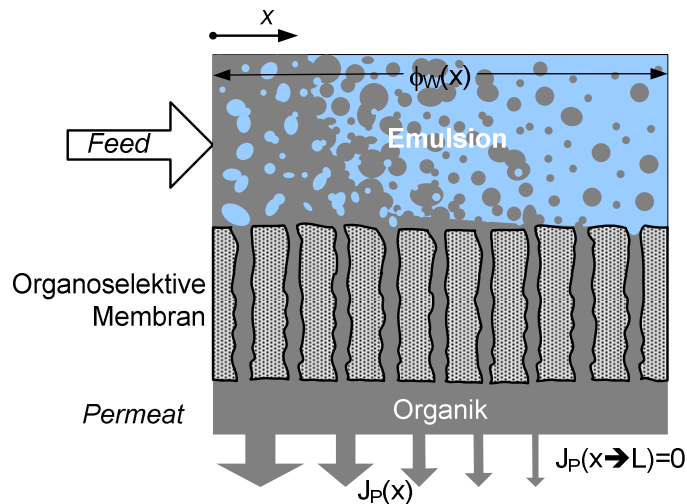 x
ϕW(x)
Emulsion
Feed
Organoselektive
Membran
Permeat
Organik
JP(x→L)=0
JP(x)